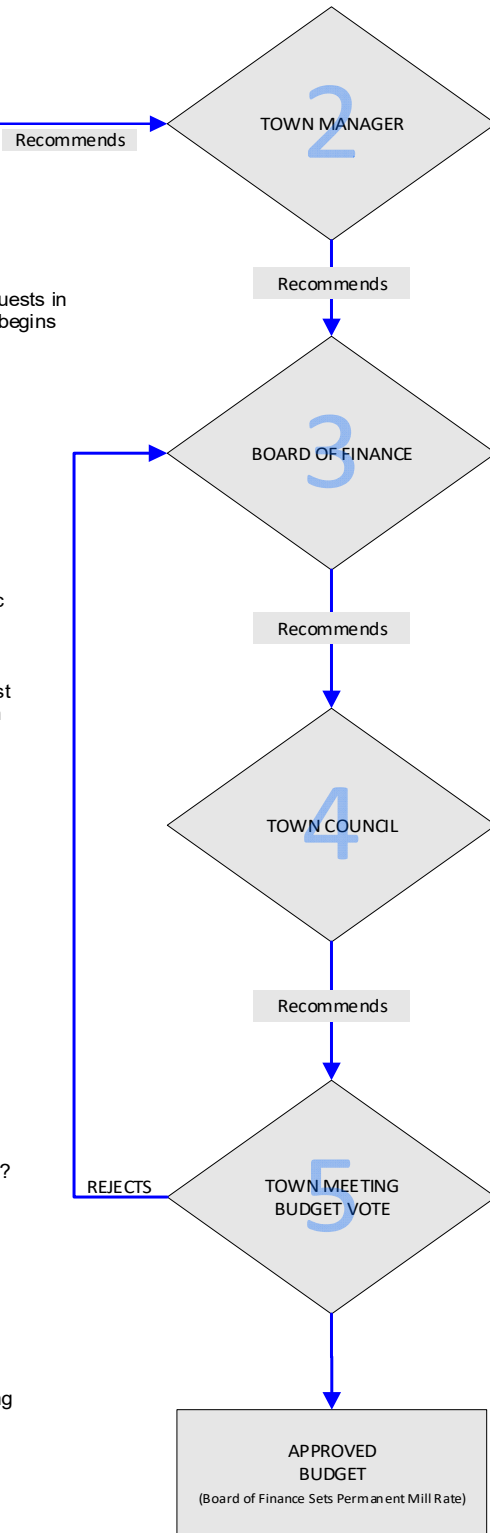 2
TOWN MANAGER
Recommends
Recommends
uests in
begins
3
BOARD OF FINANCE
c
Recommends
st
4
TOWN COUNCIL
Recommends
?
REJECTS
5
TOWN MEETING
BUDGET VOTE
ng
APPROVED
BUDGET
(Board of Finance Sets Permanent Mill Rate)